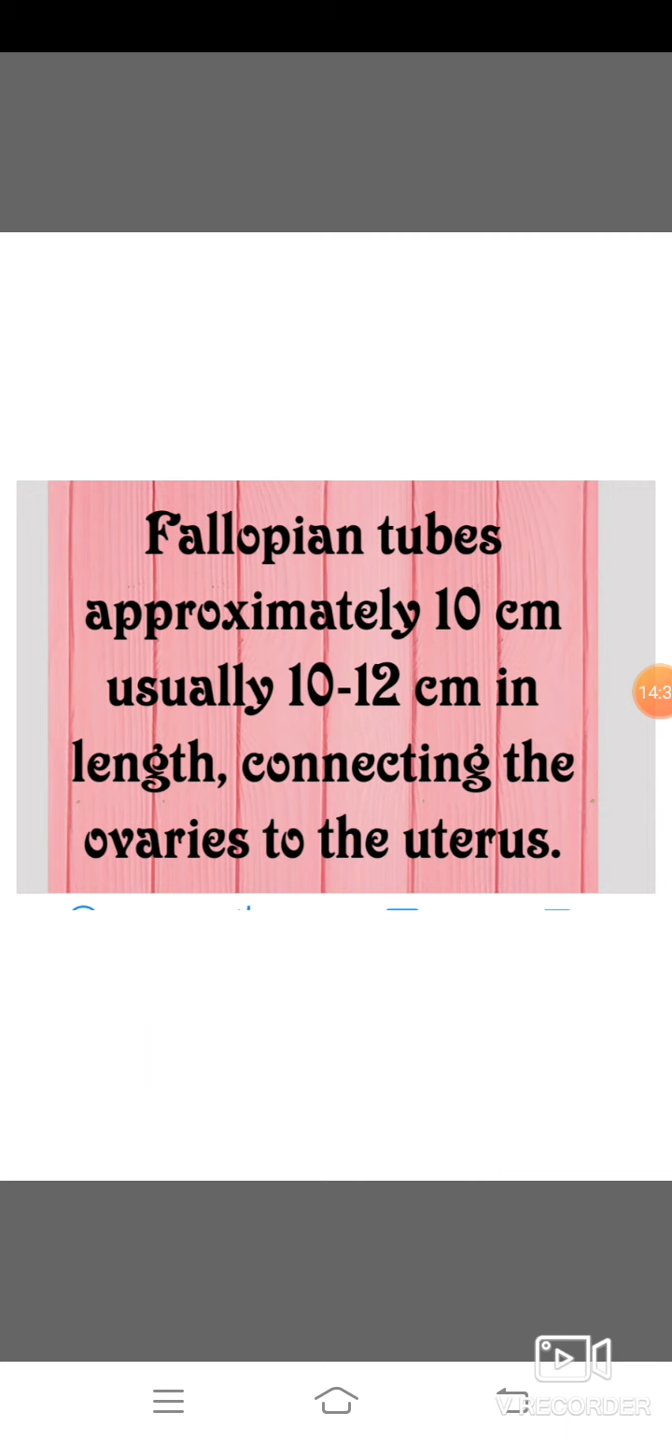 Fallopian tubes
approximately 10 cm
usually 10-12 cm in
length, connecting the
ovaries to the uterus.
14:3
V RECORDER